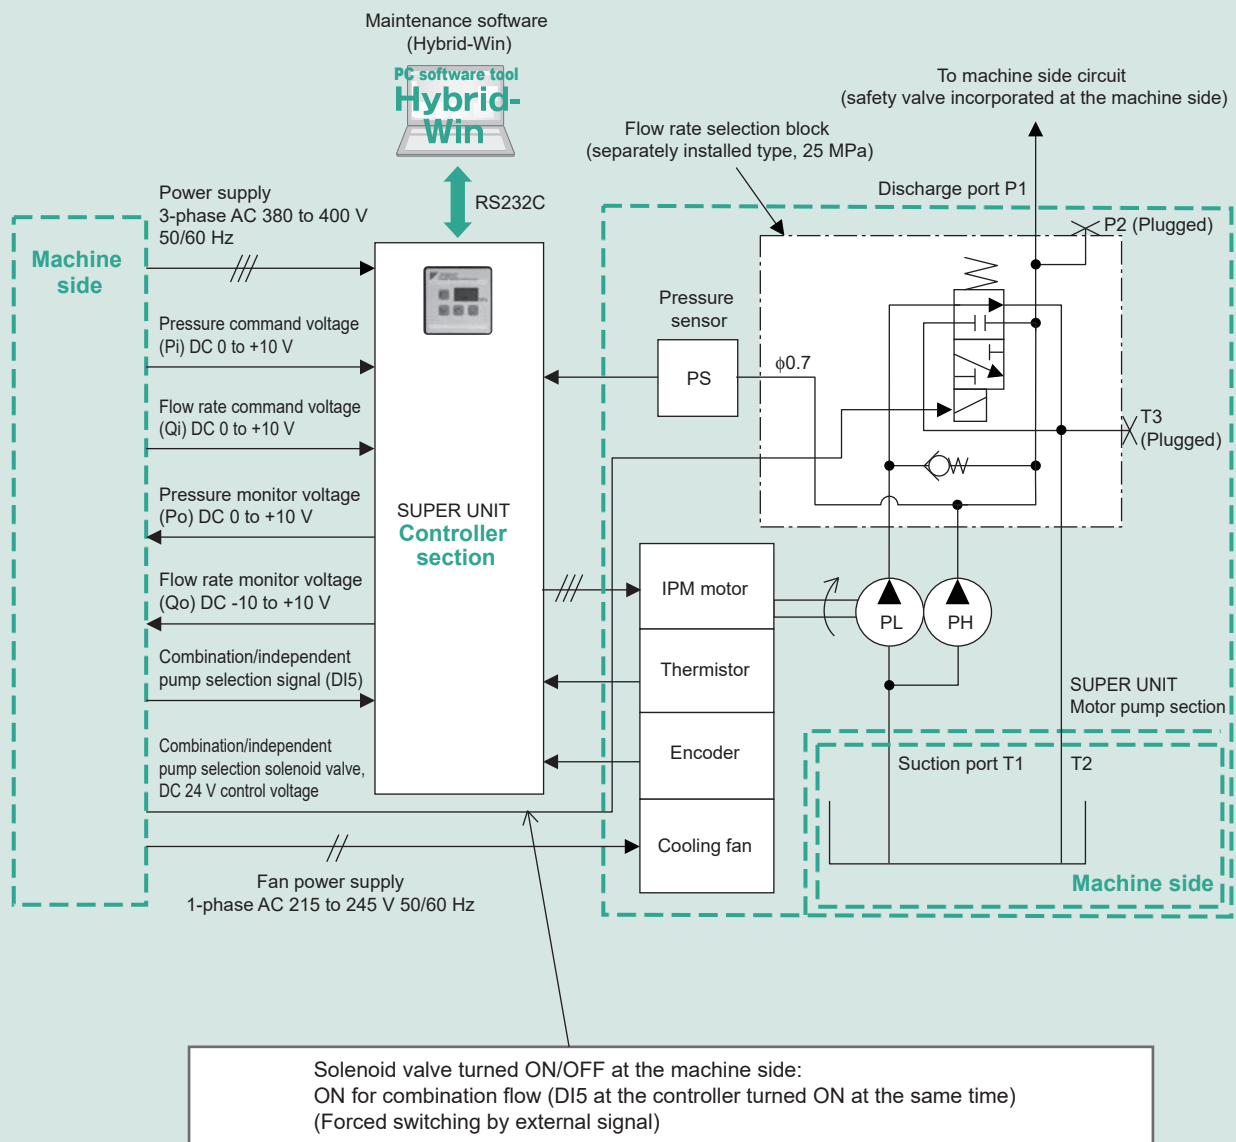 Maintenance software
(Hybrid-Win)
PC software tool
Hybrid-
Win
RS232C
To machine side circuit
(safety valve incorporated at the machine side)
Flow rate selection block
(separately installed type, 25 MPa)
Discharge port P1
P2 (Plugged)
Power supply
3-phase AC 380 to 400 V
50/60 Hz
Machine
side
Pressure command voltage
(Pi) DC 0 to +10 V
Flow rate command voltage
(Qi) DC 0 to +10 V
Pressure monitor voltage
(Po) DC 0 to +10 V
Flow rate monitor voltage
(Qo) DC -10 to +10 V
Combination/independent
pump selection signal (DI5)
Combination/independent
pump selection solenoid valve,
DC 24 V control voltage
Fan power supply
1-phase AC 215 to 245 V 50/60 Hz
SUPER UNIT
Controller
section
Pressure
sensor
PS
ϕ0.7
T3
(Plugged)
IPM motor
Thermistor
Encoder
Cooling fan
PL
PH
SUPER UNIT
Motor pump section
Suction port T1
T2
Machine side
Solenoid valve turned ON/OFF at the machine side:
ON for combination flow (DI5 at the controller turned ON at the same time)
(Forced switching by external signal)